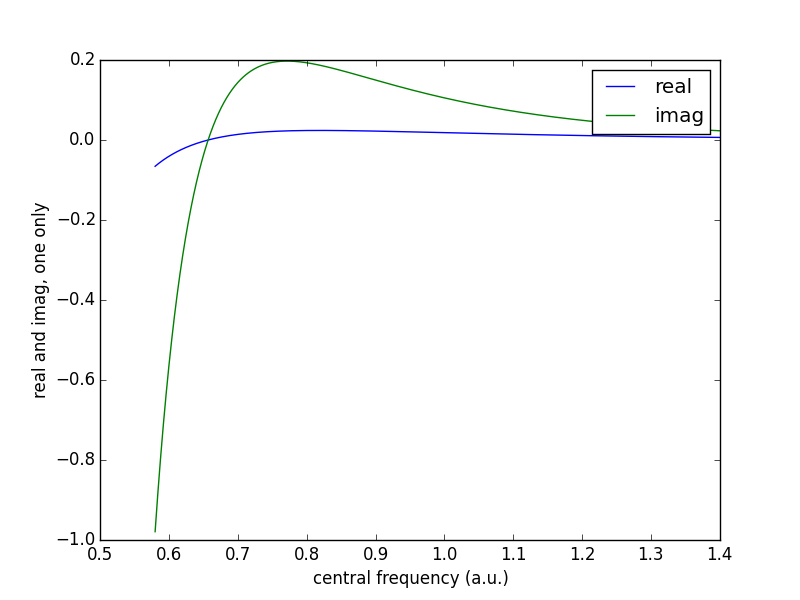 real
imag
0.2
0.0
−0.2
−0.4
−0.6
−0.8
−1.0
real and imag, one only
0.5 0.6 0.7 0.8 0.9 1.0 1.1 1.2 1.3 1.4
central frequency (a.u.)